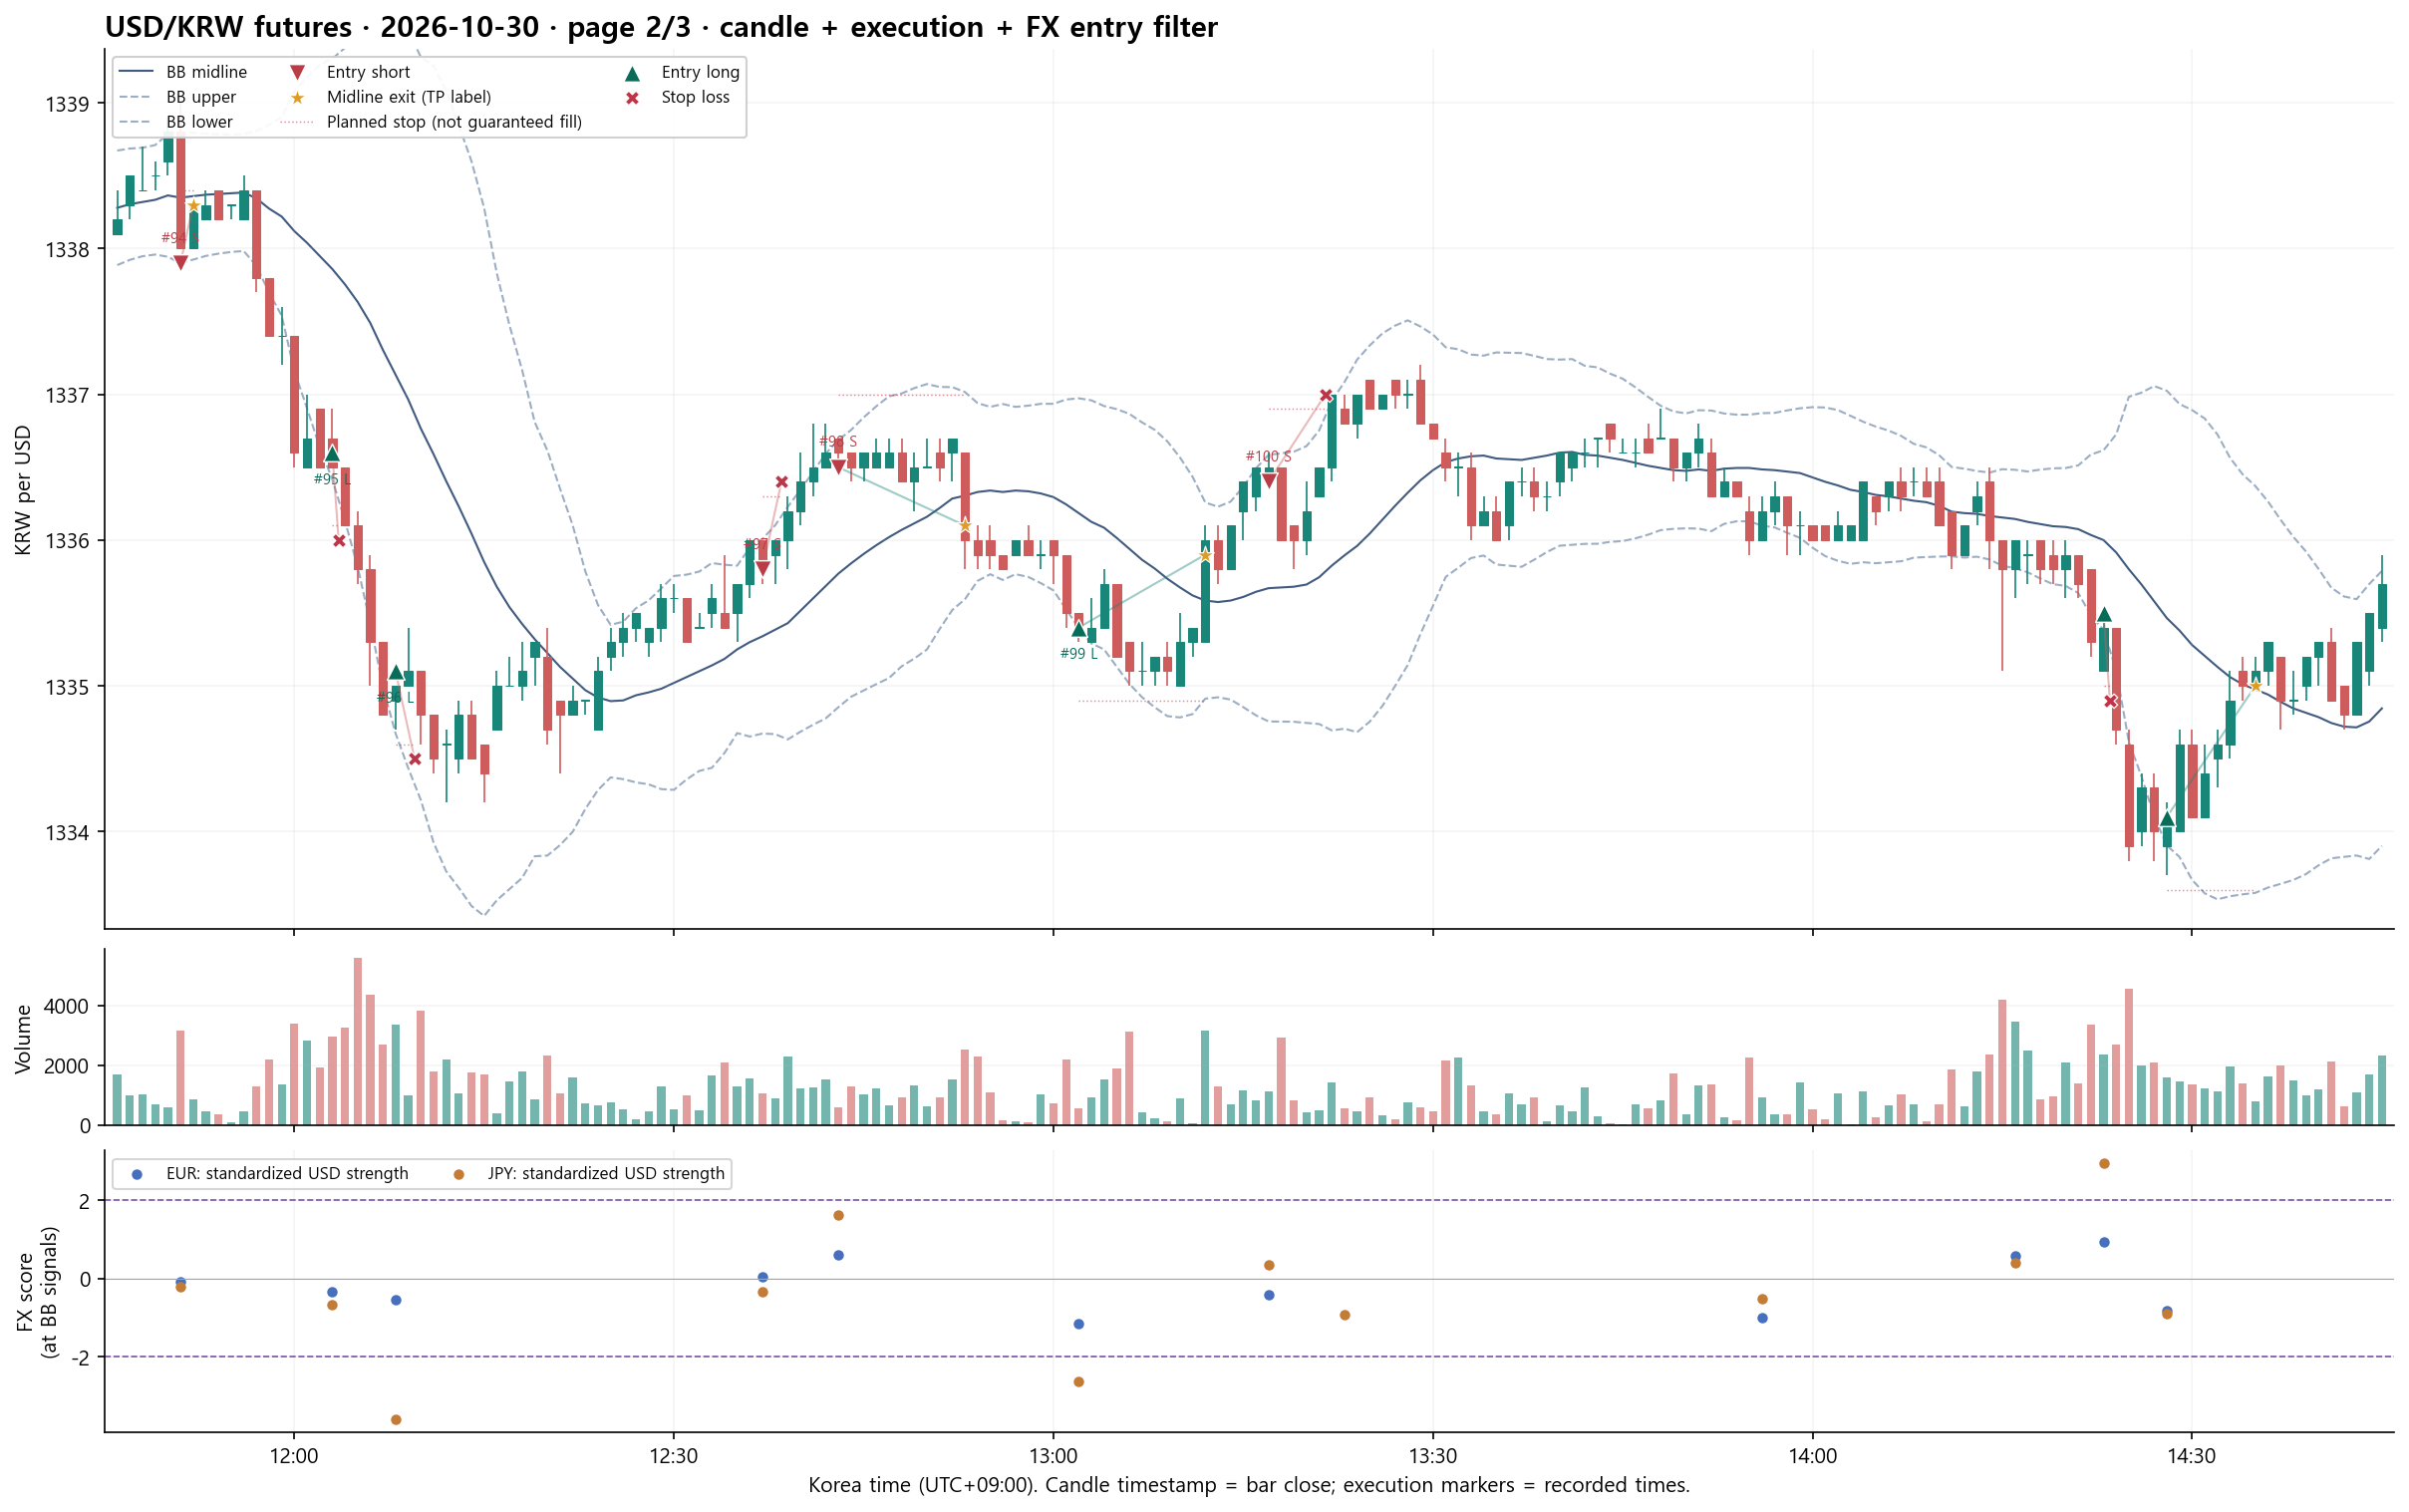 USD/KRW futures · 2026-10-30 · page 2/3 · candle + execution + FX entry filter
BB midline
BB upper
BB lower
Entry short
Midline exit (TP label)
Planned stop (not guaranteed fill)
Entry long
Stop loss
KRW per USD
1339
1338
1337
1336
1335
1334
#94 S
#95 L
#96 L
#97 S
#98 S
#99 L
#100 S
Volume
4000
2000
0
EUR: standardized USD strength
JPY: standardized USD strength
FX score
(at BB signals)
2
0
-2
12:00
12:30
13:00
13:30
14:00
14:30
Korea time (UTC+09:00). Candle timestamp = bar close; execution markers = recorded times.